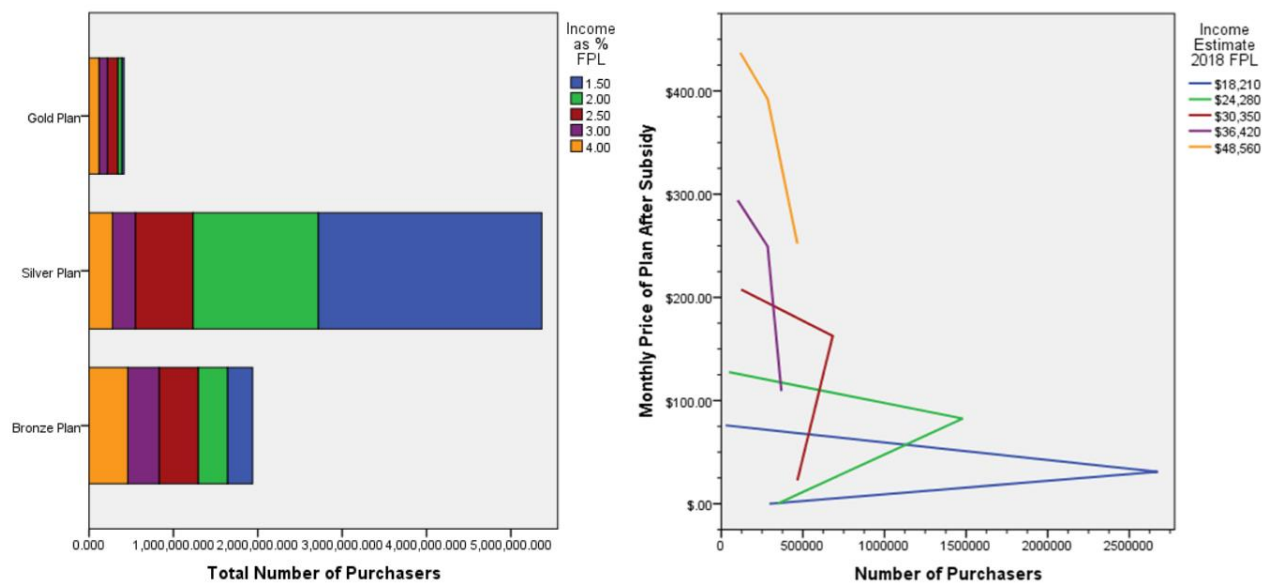 Income
as %
FPL
1.50
2.00
2.50
3.00
4.00
Gold Plan
Silver Plan
Bronze Plan
0.000
1,000,000.000
2,000,000.000
3,000,000.000
4,000,000.000
5,000,000.000
Total Number of Purchasers
Income
Estimate
2018 FPL
$18,210
$24,280
$30,350
$36,420
$48,560
Monthly Price of Plan After Subsidy
$400.00
$300.00
$200.00
$100.00
$.00
0
500000
1000000
1500000
2000000
2500000
Number of Purchasers